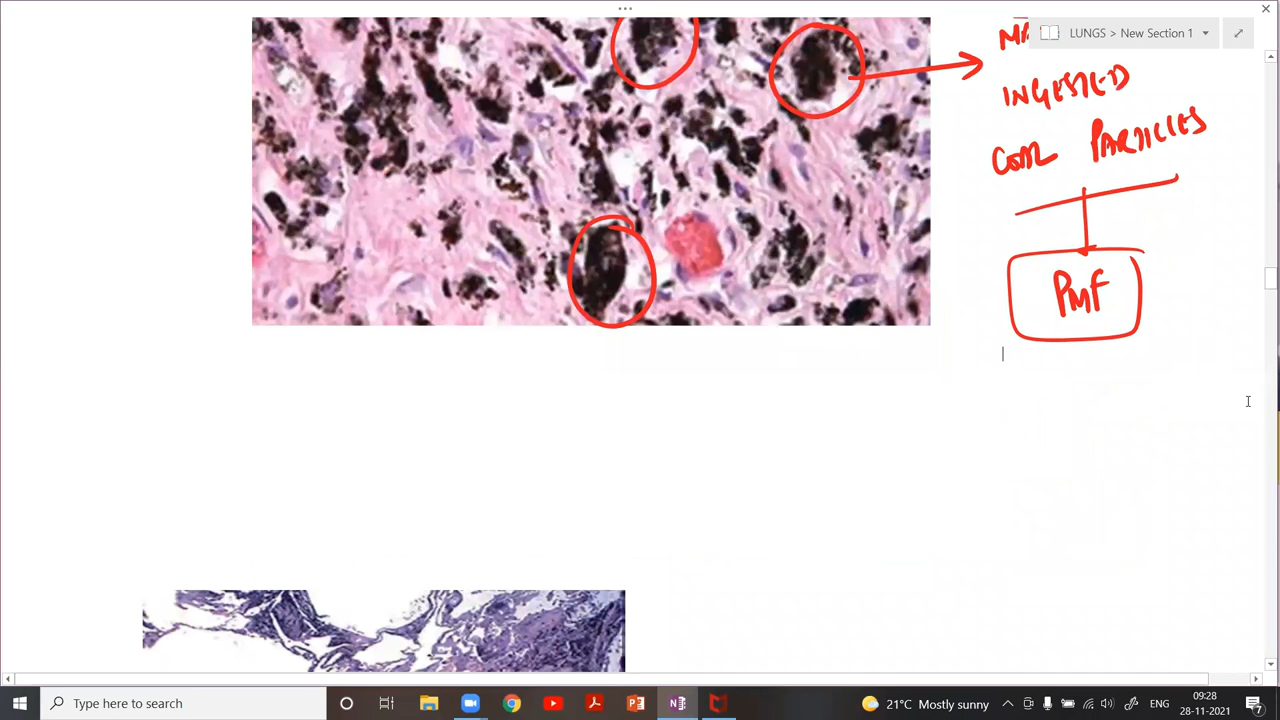 LUNGS > New Section 1
INGESTED
COAL PARTICLES
PMF
Type here to search
21°C Mostly sunny
ENG
09:28
28-11-2021
7